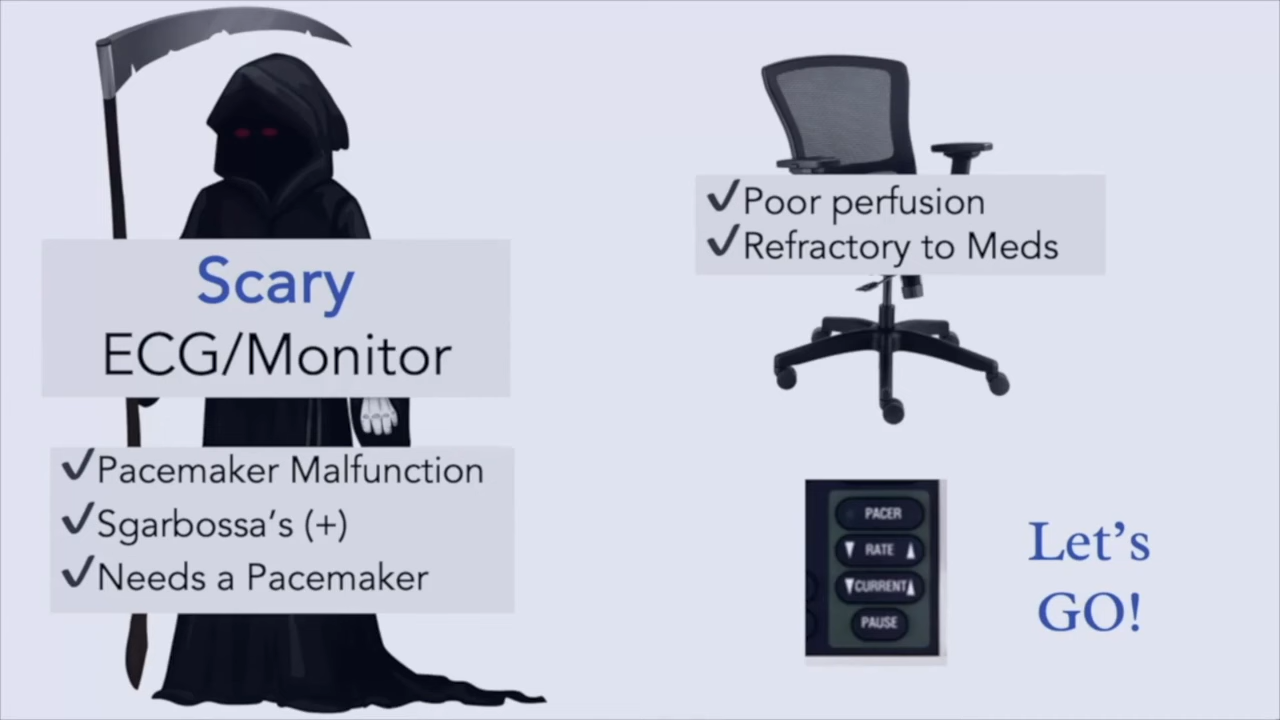 Scary
ECG/Monitor
✔Pacemaker Malfunction
✔Sgarbossa’s (+)
✔Needs a Pacemaker
✔Poor perfusion
✔Refractory to Meds
PACER
RATE
CURRENT
PAUSE
Let’s
GO!